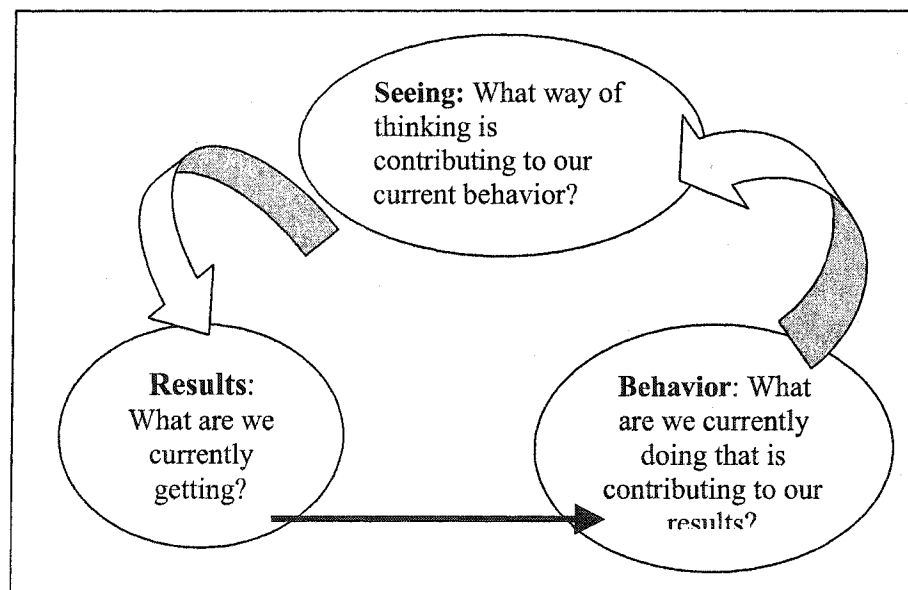 Seeing: What way of
thinking is
contributing to our
current behavior?
Results:
What are we
currently
getting?
Behavior: What
are we currently
doing that is
contributing to our
results?